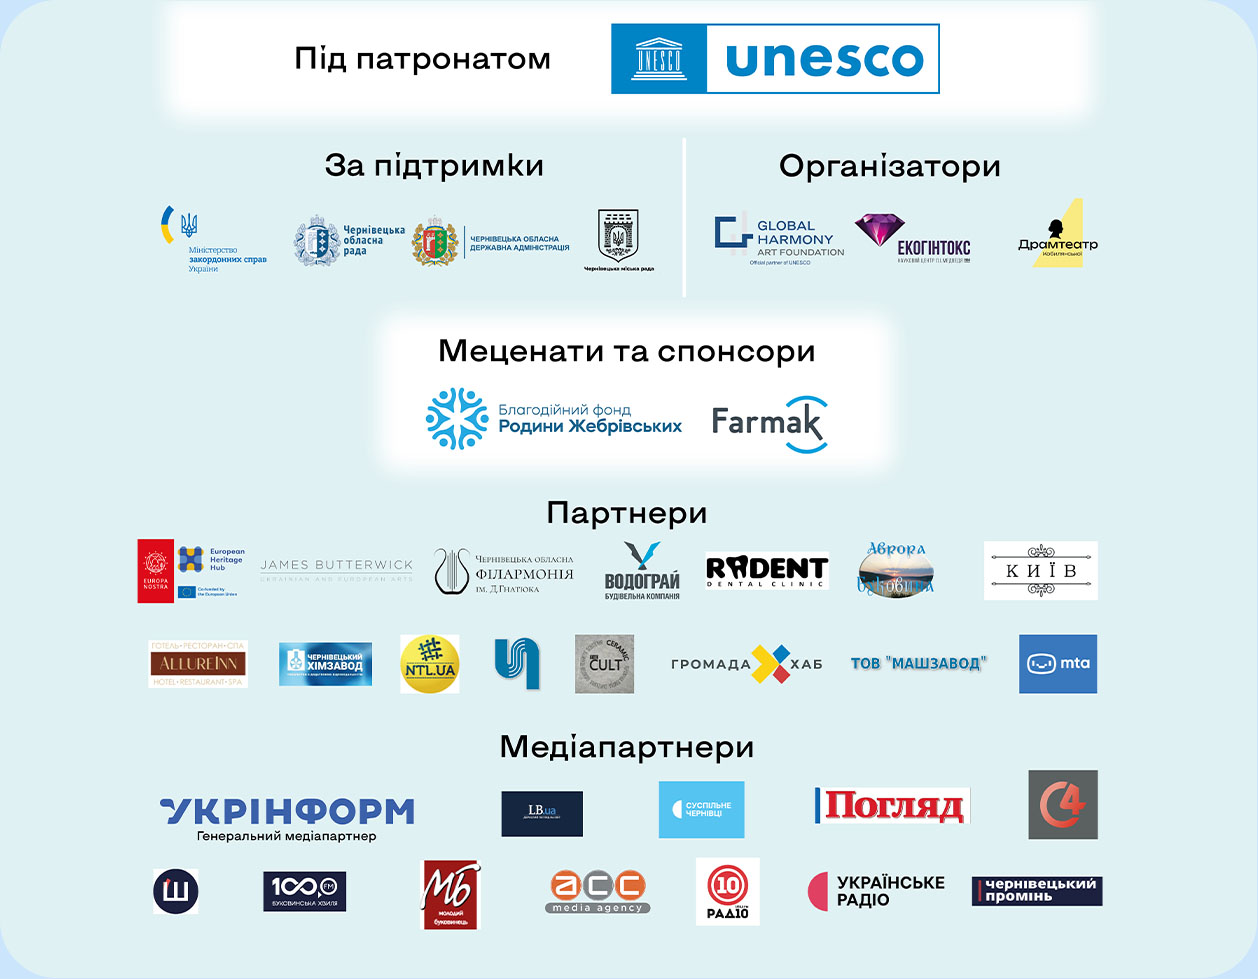 Під патронатом
UNESCO
unesco
За підтримки
Організатори
Міністерство
закордонних справ
України
Чернівецька
обласна
рада
ЧЕРНІВЕЦЬКА ОБЛАСНА
ДЕРЖАВНА АДМІНІСТРАЦІЯ
Чернівецька міська рада
GLOBAL
HARMONY
ART FOUNDATION
Official partner of UNESCO
ЕКОГІНТОКС
Драмтеатр
Кобилянської
Меценати та спонсори
Благодійний фонд
Родини Жебрівських
Farmak
Партнери
EUROPA
NOSTRA
European
Heritage
Hub
Co-funded by
the European Union
JAMES BUTTERWICK
UKRAINIAN AND EUROPEAN ARTS
ЧЕРНІВЕЦЬКА ОБЛАСНА
ФІЛАРМОНІЯ
ІМ. Д.ГНАТЮКА
ВОДОГРАЙ
БУДІВЕЛЬНА КОМПАНІЯ
RADENT
DENTAL CLINIC
Аврора
Буковина
КИЇВ
ГОТЕЛЬ•РЕСТОРАН•СПА
ALLUREINN
HOTEL•RESTAURANT•SPA
ЧЕРНІВЕЦЬКИЙ
ХІМЗАВОД
NTL.UA
CERAMIC
CULT
ГРОМАДА ХАБ
ТОВ "МАШЗАВОД"
mta
Медіапартнери
УКРІНФОРМ
Генеральний медіапартнер
LB.ua
СУСПІЛЬНЕ
ЧЕРНІВЦІ
Погляд
C4
Ш
100 FM
БУКОВИНСЬКА ХВИЛЯ
МБ
молодий
буковинець
acc
media agency
10
РАДІО
УКРАЇНСЬКЕ
РАДІО
чернівецький
промінь